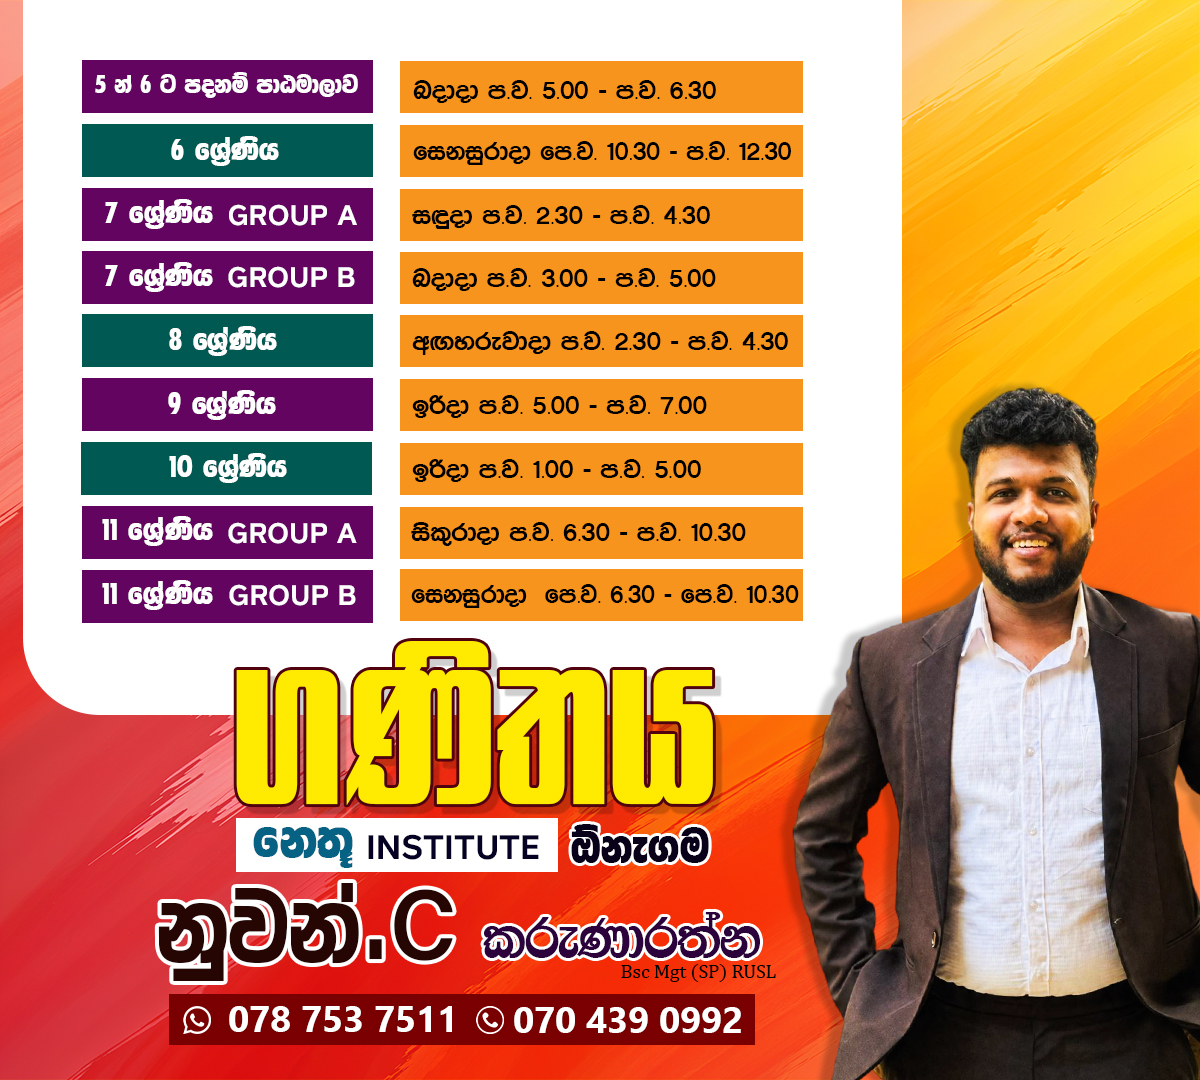 5 න් 6 ට පදනම් පාඨමාලාව බදාදා ප.ව. 5.00 - ප.ව. 6.30
6 ශ්‍රේණිය සෙනසුරාදා පෙ.ව. 10.30 - ප.ව. 12.30
7 ශ්‍රේණිය GROUP A සඳුදා ප.ව. 2.30 - ප.ව. 4.30
7 ශ්‍රේණිය GROUP B බදාදා ප.ව. 3.00 - ප.ව. 5.00
8 ශ්‍රේණිය අඟහරුවාදා ප.ව. 2.30 - ප.ව. 4.30
9 ශ්‍රේණිය ඉරිදා ප.ව. 5.00 - ප.ව. 7.00
10 ශ්‍රේණිය ඉරිදා ප.ව. 1.00 - ප.ව. 5.00
11 ශ්‍රේණිය GROUP A සිකුරාදා ප.ව. 6.30 - ප.ව. 10.30
11 ශ්‍රේණිය GROUP B සෙනසුරාදා පෙ.ව. 6.30 - පෙ.ව. 10.30
ගණිතය
නෙතූ INSTITUTE ඕනෑගම
නුවන්.C කරුණාරත්න
Bsc Mgt (SP) RUSL
078 753 7511 070 439 0992